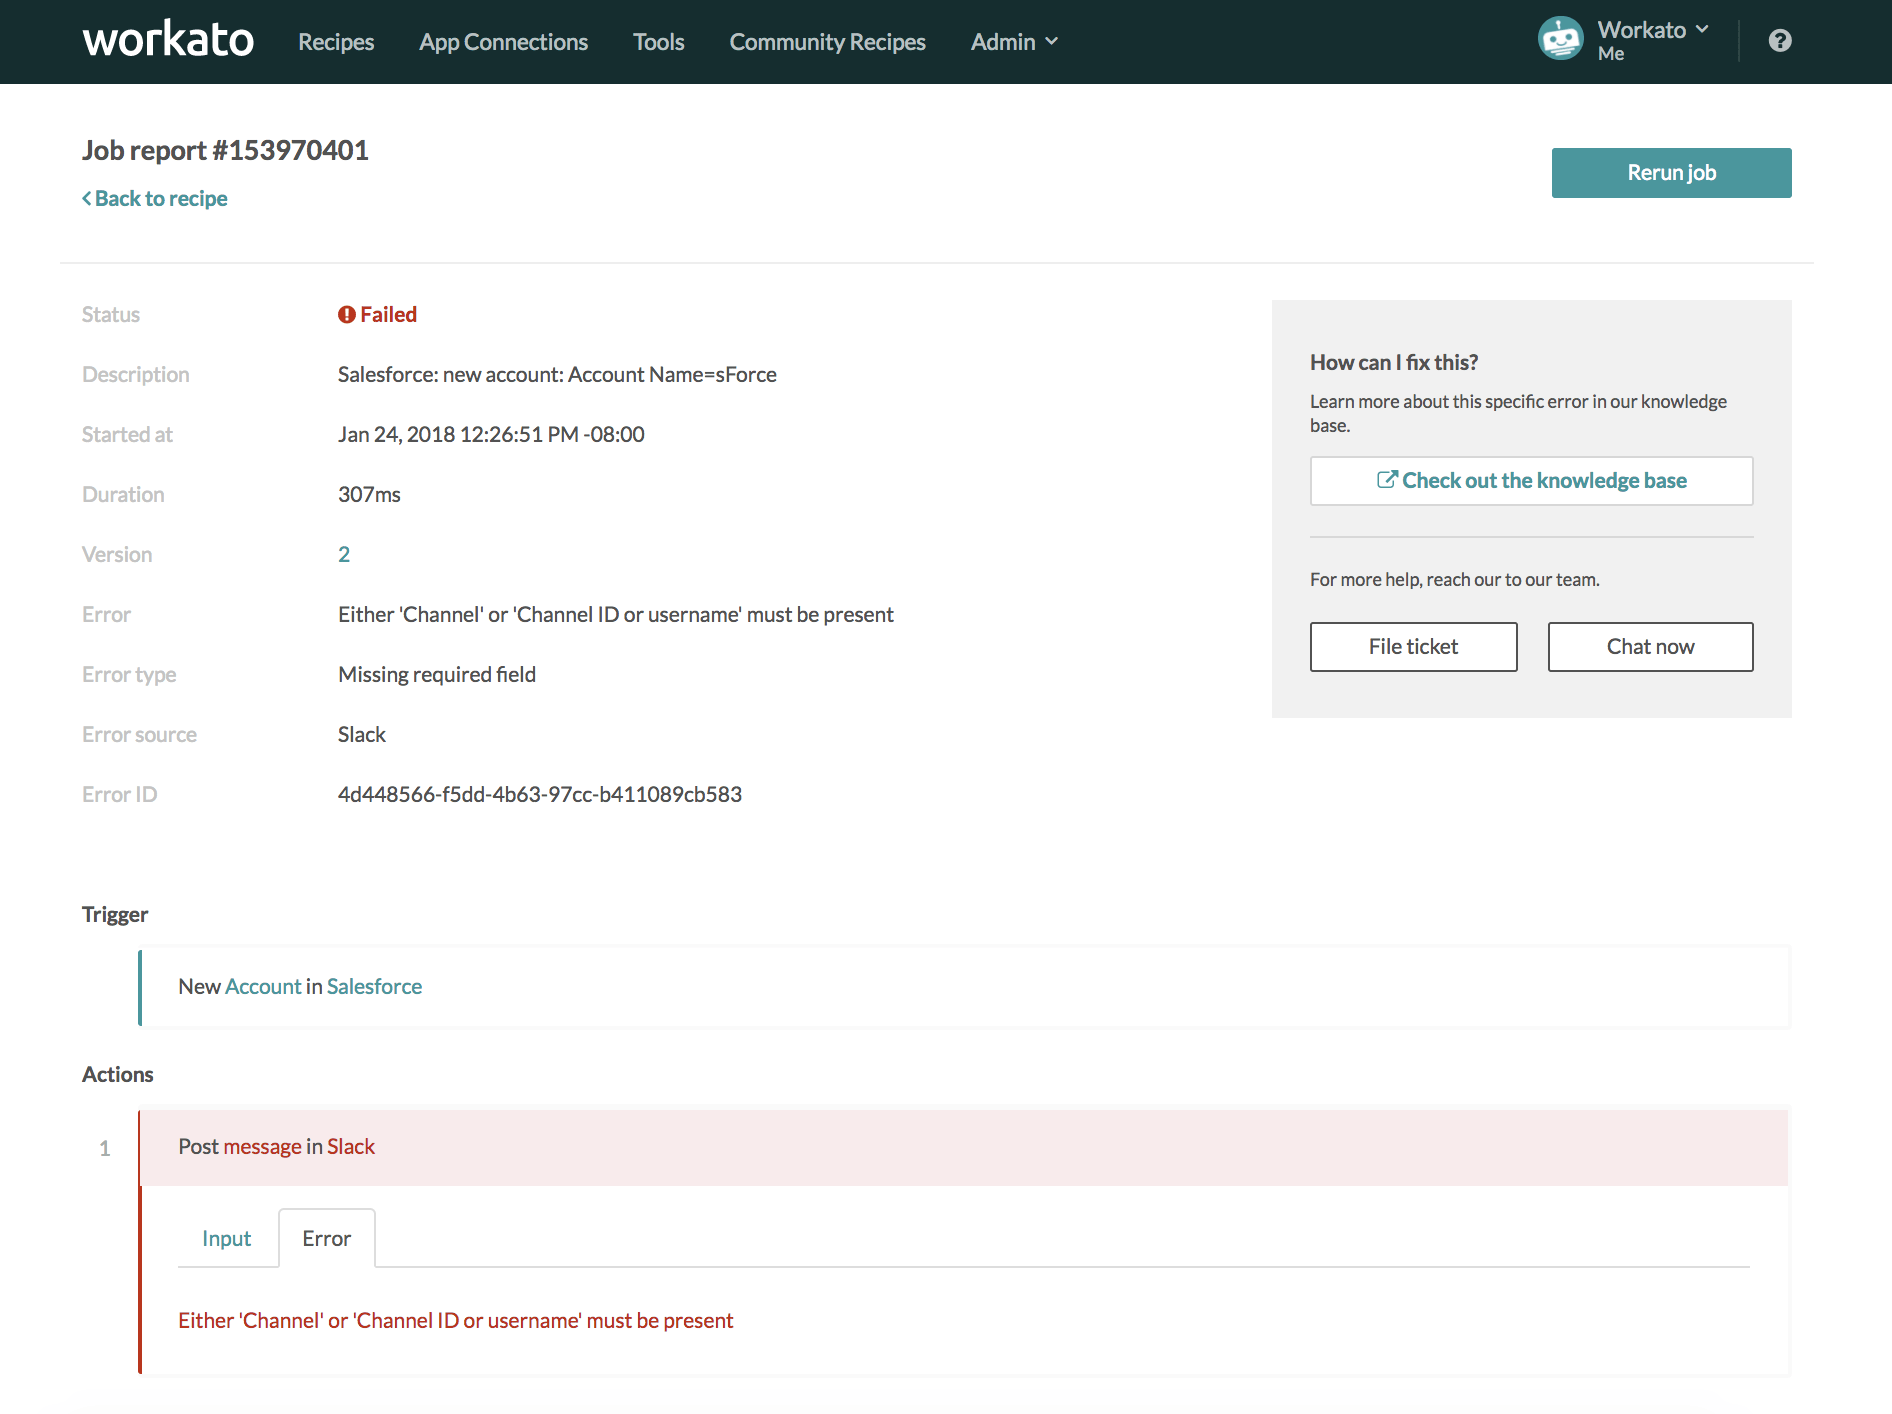 workato Recipes App Connections Tools Community Recipes Admin Workato
Me
Job report #153970401
Back to recipe
Rerun job
Status Failed
Description Salesforce: new account: Account Name=sForce
Started at Jan 24, 2018 12:26:51 PM -08:00
Duration 307ms
Version 2
Error Either 'Channel' or 'Channel ID or username' must be present
Error type Missing required field
Error source Slack
Error ID 4d448566-f5dd-4b63-97cc-b411089cb583
How can I fix this?
Learn more about this specific error in our knowledge
base.
Check out the knowledge base
For more help, reach our to our team.
File ticket Chat now
Trigger
New Account in Salesforce
Actions
1 Post message in Slack
Input Error
Either 'Channel' or 'Channel ID or username' must be present